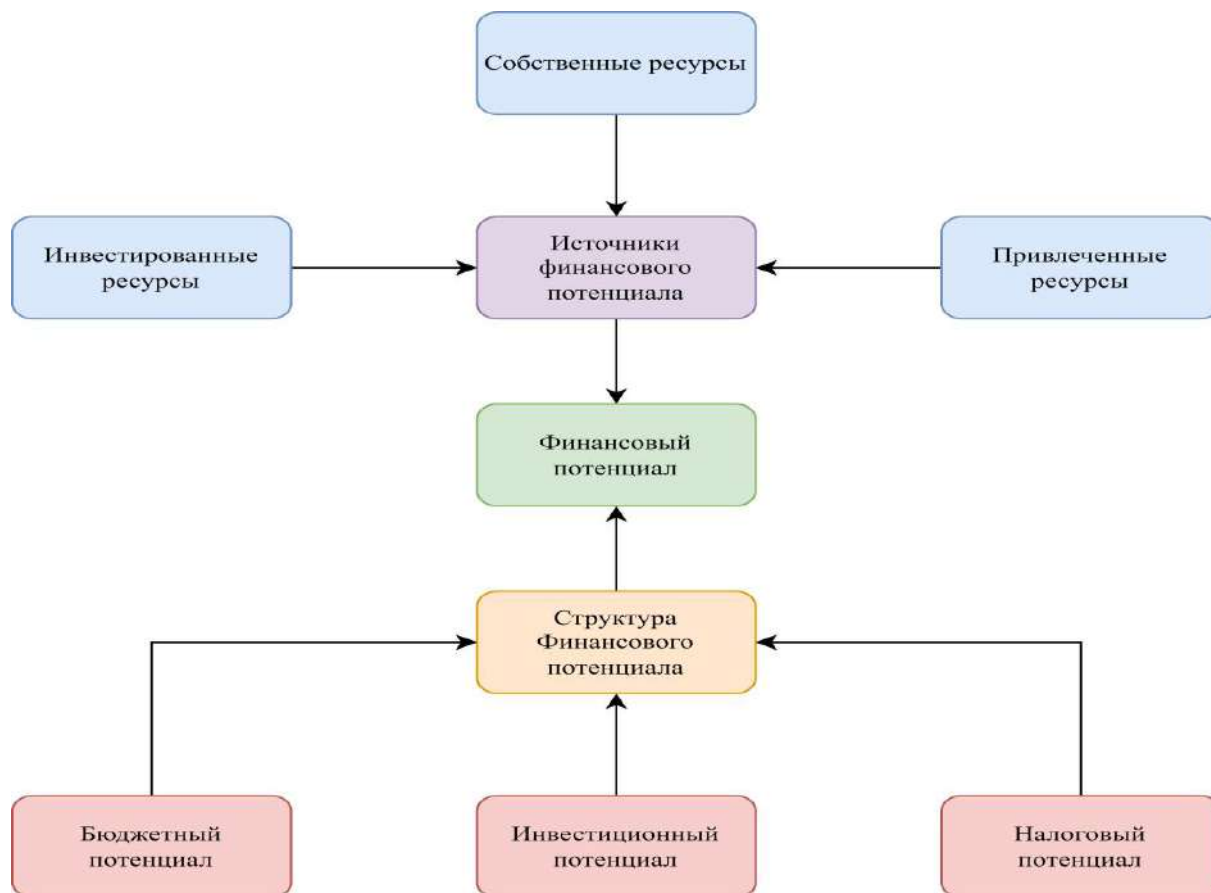 Собственные ресурсы
Инвестированные
ресурсы
Источники
финансового
потенциала
Привлеченные
ресурсы
Финансовый
потенциал
Структура
Финансового
потенциала
Бюджетный
потенциал
Инвестиционный
потенциал
Налоговый
потенциал